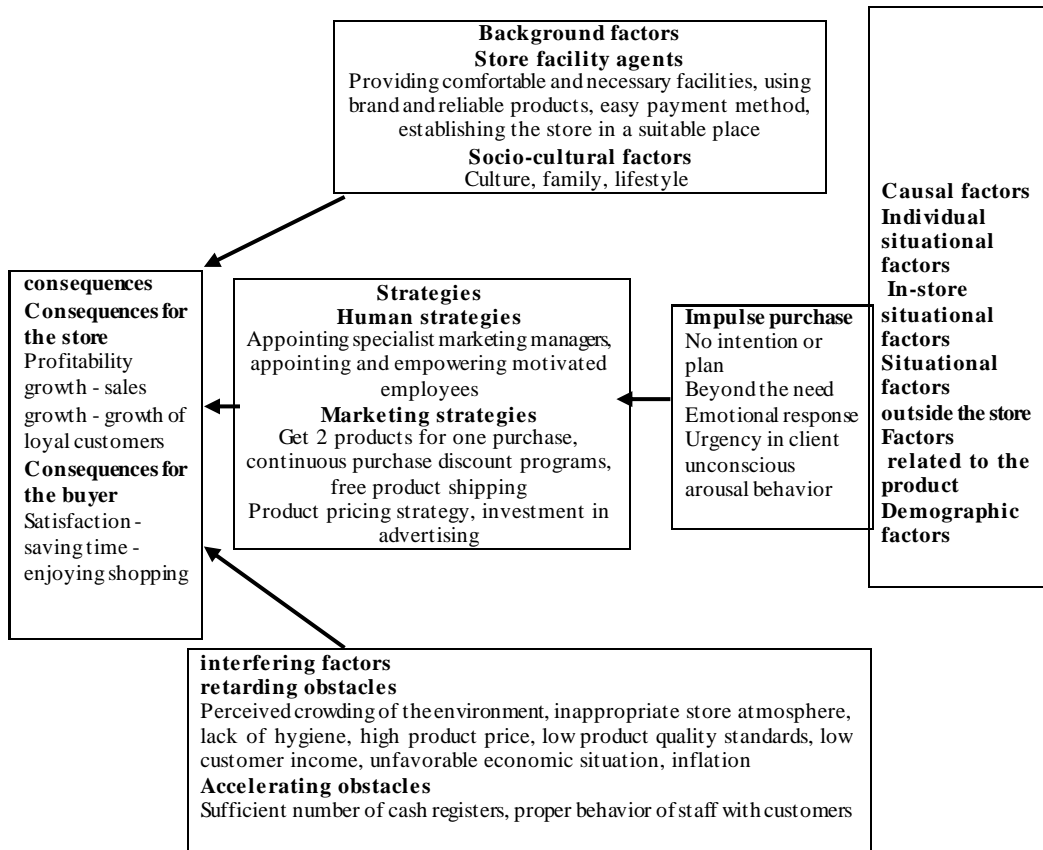 Background factors
Store facility agents
Providing comfortable and necessary facilities, using
brand and reliable products, easy payment method,
establishing the store in a suitable place
Socio-cultural factors
Culture, family, lifestyle
consequences
Consequences for
the store
Profitability
growth - sales
growth - growth of
loyal customers
Consequences for
the buyer
Satisfaction -
saving time -
enjoying shopping
Strategies
Human strategies
Appointing specialist marketing managers,
appointing and empowering motivated
employees
Marketing strategies
Get 2 products for one purchase,
continuous purchase discount programs,
free product shipping
Product pricing strategy, investment in
advertising
Impulse purchase
No intention or
plan
Beyond the need
Emotional response
Urgency in client
unconscious
arousal behavior
Causal factors
Individual
situational
factors
In-store
situational
factors
Situational
factors
outside the store
Factors
related to the
product
Demographic
factors
interfering factors
retarding obstacles
Perceived crowding of the environment, inappropriate store atmosphere,
lack of hygiene, high product price, low product quality standards, low
customer income, unfavorable economic situation, inflation
Accelerating obstacles
Sufficient number of cash registers, proper behavior of staff with customers